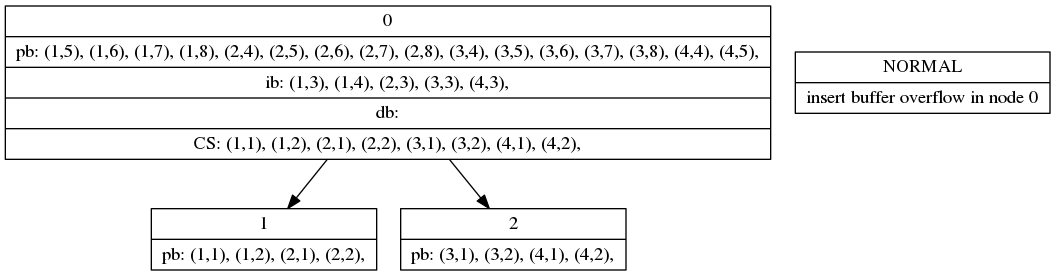 0
pb: (1,5), (1,6), (1,7), (1,8), (2,4), (2,5), (2,6), (2,7), (2,8), (3,4), (3,5), (3,6), (3,7), (3,8), (4,4), (4,5),
ib: (1,3), (1,4), (2,3), (3,3), (4,3),
db:
CS: (1,1), (1,2), (2,1), (2,2), (3,1), (3,2), (4,1), (4,2),
NORMAL
insert buffer overflow in node 0
1
pb: (1,1), (1,2), (2,1), (2,2),
2
pb: (3,1), (3,2), (4,1), (4,2),